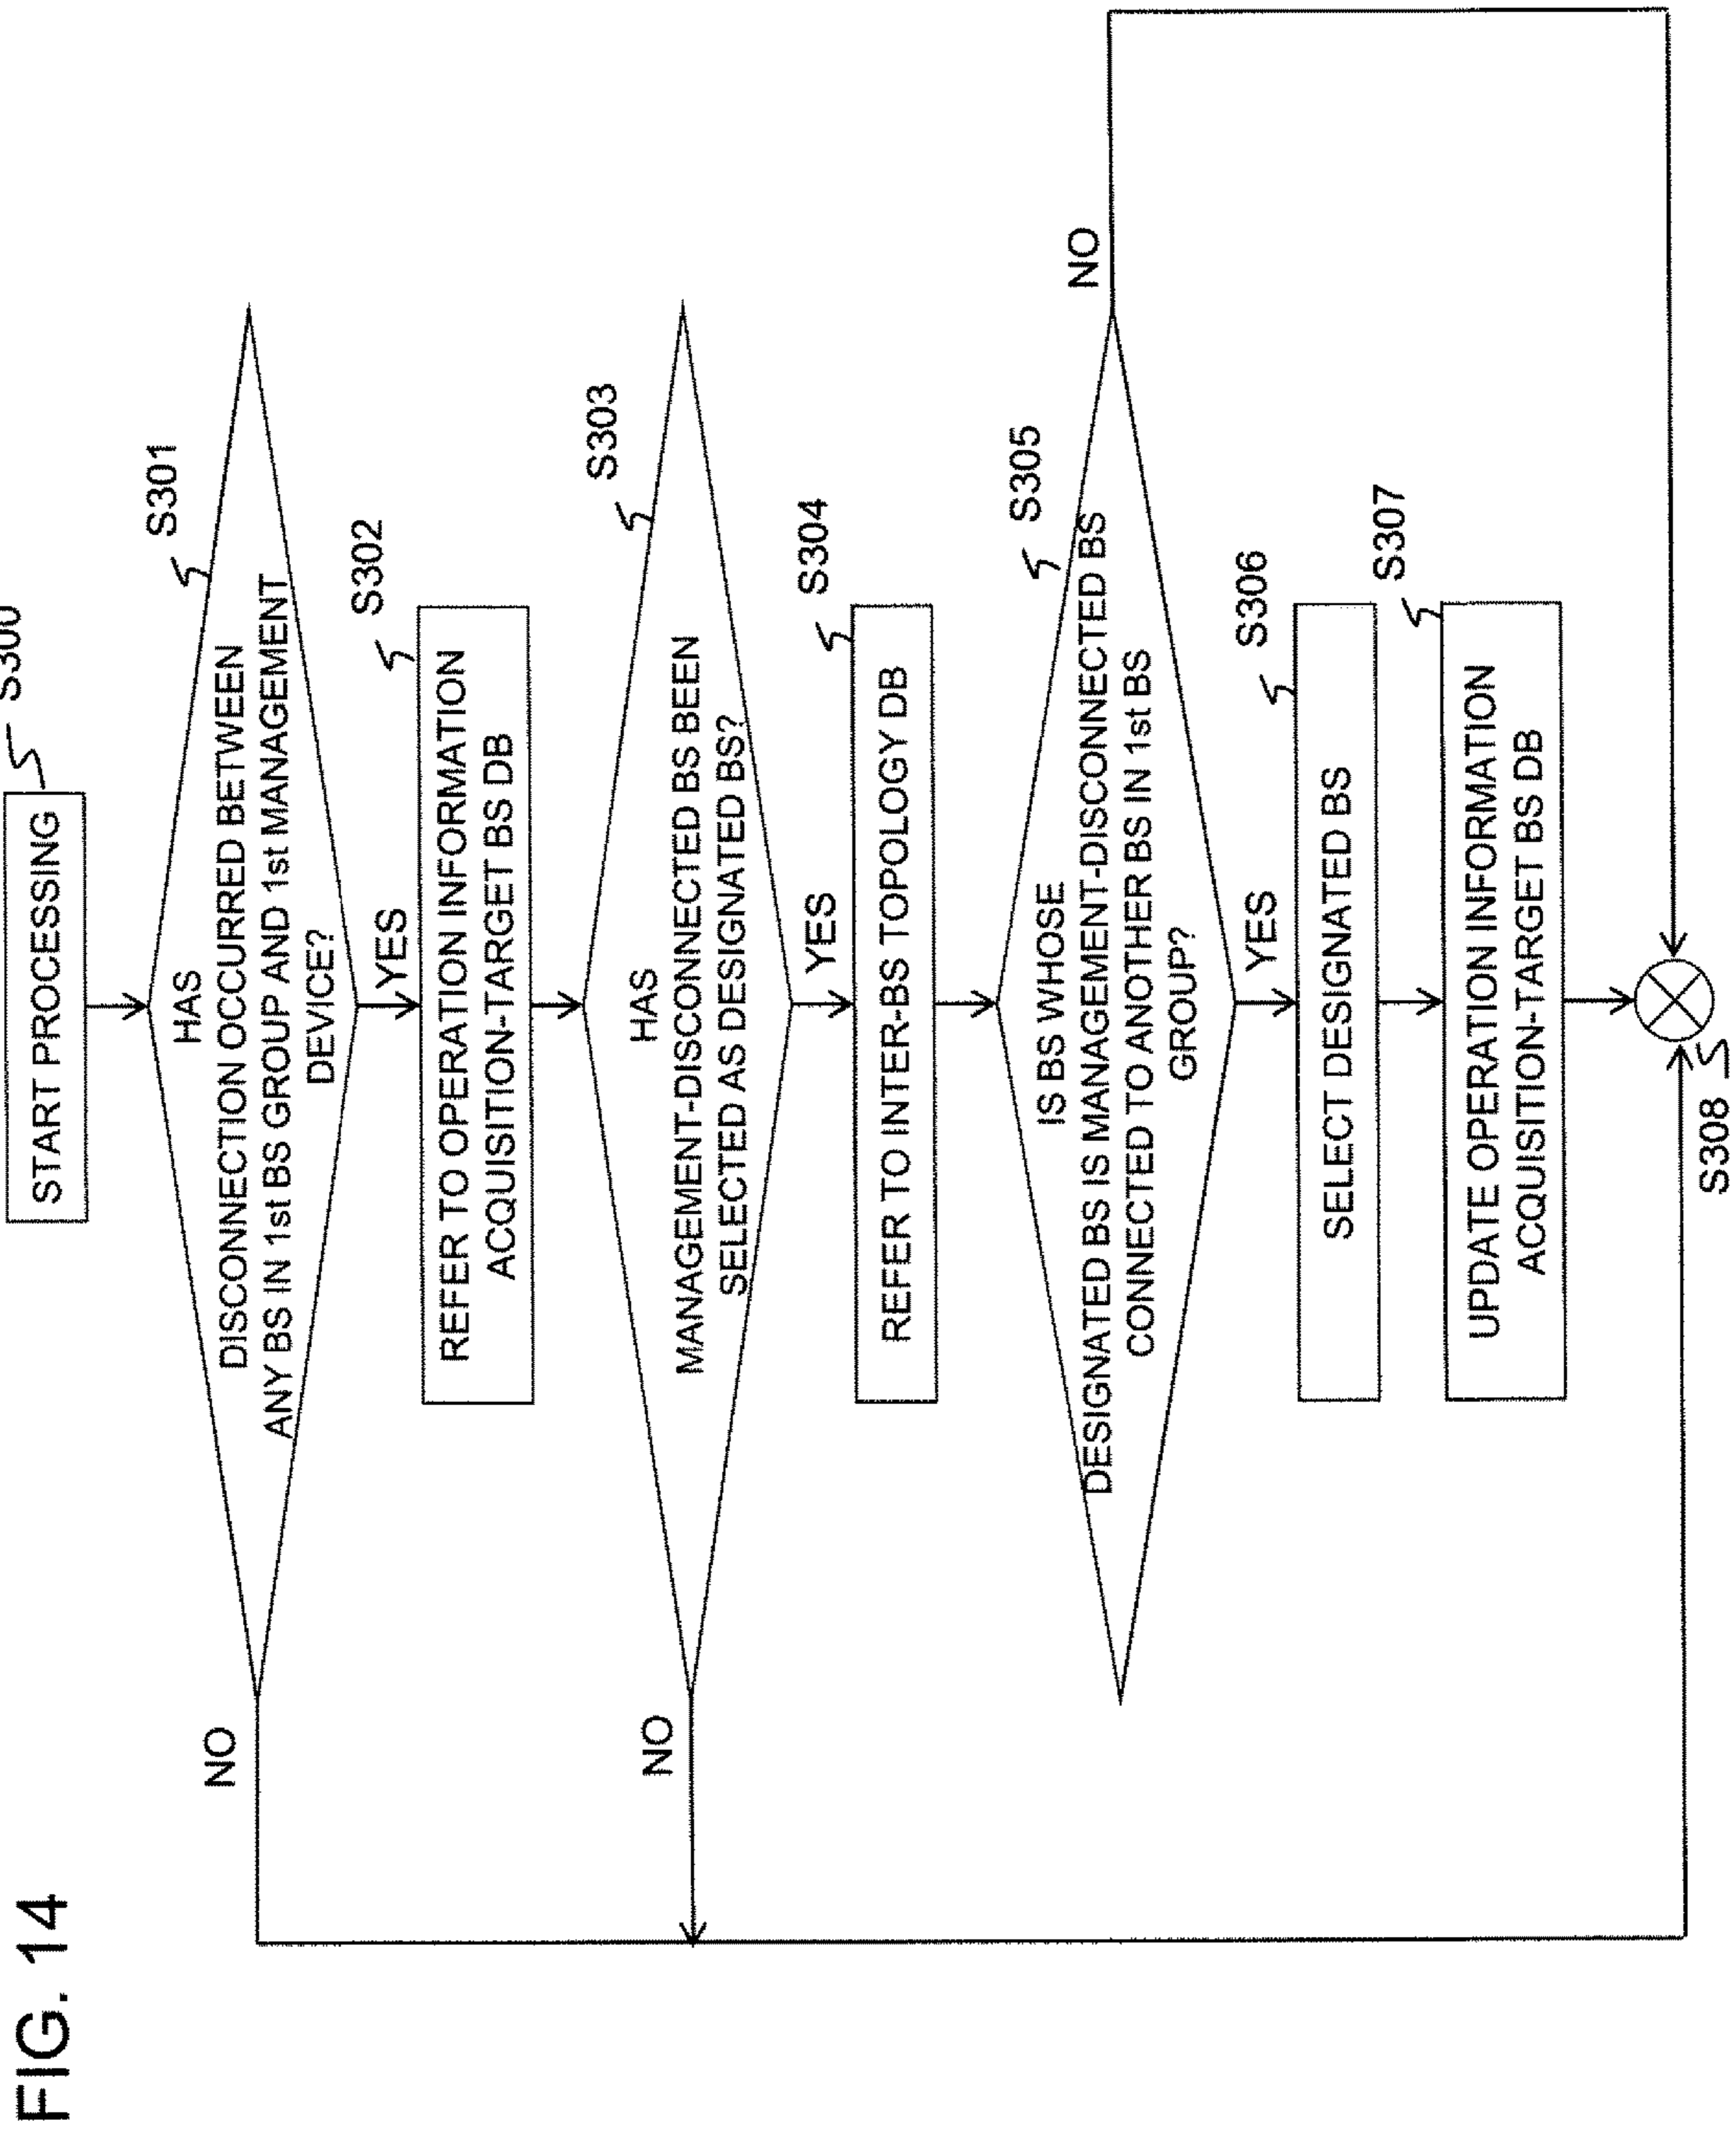 FIG. 14
START PROCESSING
S300
HAS
DISCONNECTION OCCURRED BETWEEN
ANY BS IN 1st BS GROUP AND 1st MANAGEMENT
DEVICE?
S301
NO
YES
REFER TO OPERATION INFORMATION
ACQUISITION-TARGET BS DB
S302
HAS
MANAGEMENT-DISCONNECTED BS BEEN
SELECTED AS DESIGNATED BS?
S303
NO
YES
REFER TO INTER-BS TOPOLOGY DB
S304
IS BS WHOSE
DESIGNATED BS IS MANAGEMENT-DISCONNECTED BS
CONNECTED TO ANOTHER BS IN 1st BS
GROUP?
S305
NO
YES
SELECT DESIGNATED BS
S306
UPDATE OPERATION INFORMATION
ACQUISITION-TARGET BS DB
S307
S308